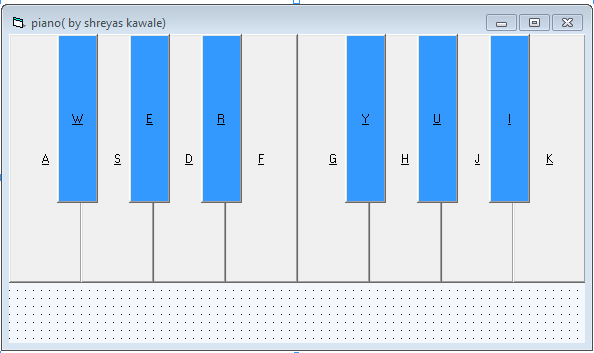 piano( by shreyas kawale)
W E R Y U I
A S D F G H J K